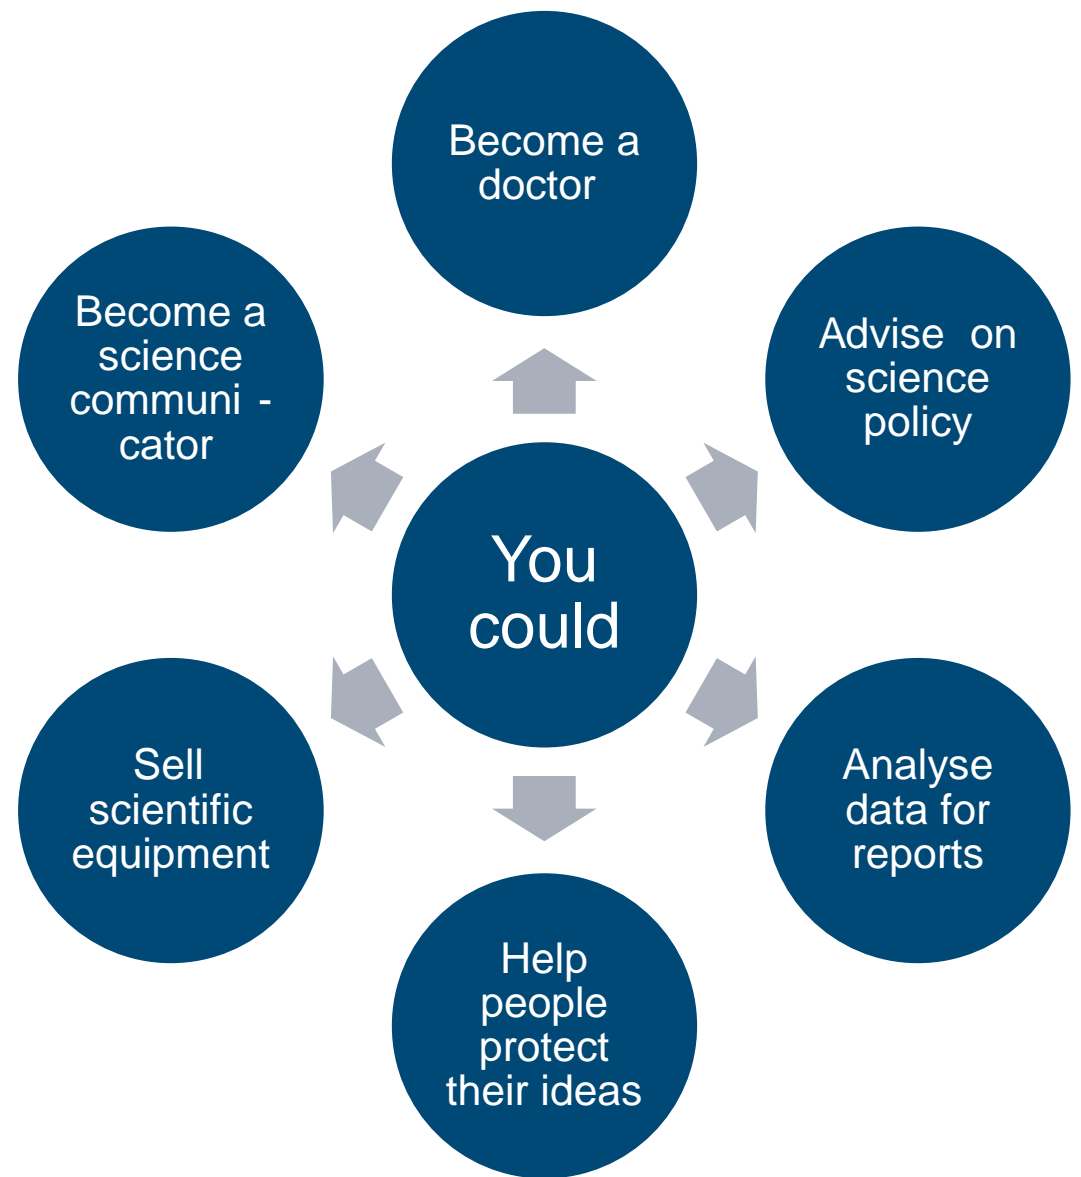 Become a
doctor
Advise on
science
policy
Analyse
data for
reports
Help
people
protect
their ideas
Sell
scientific
equipment
Become a
science
communi -
cator
You
could